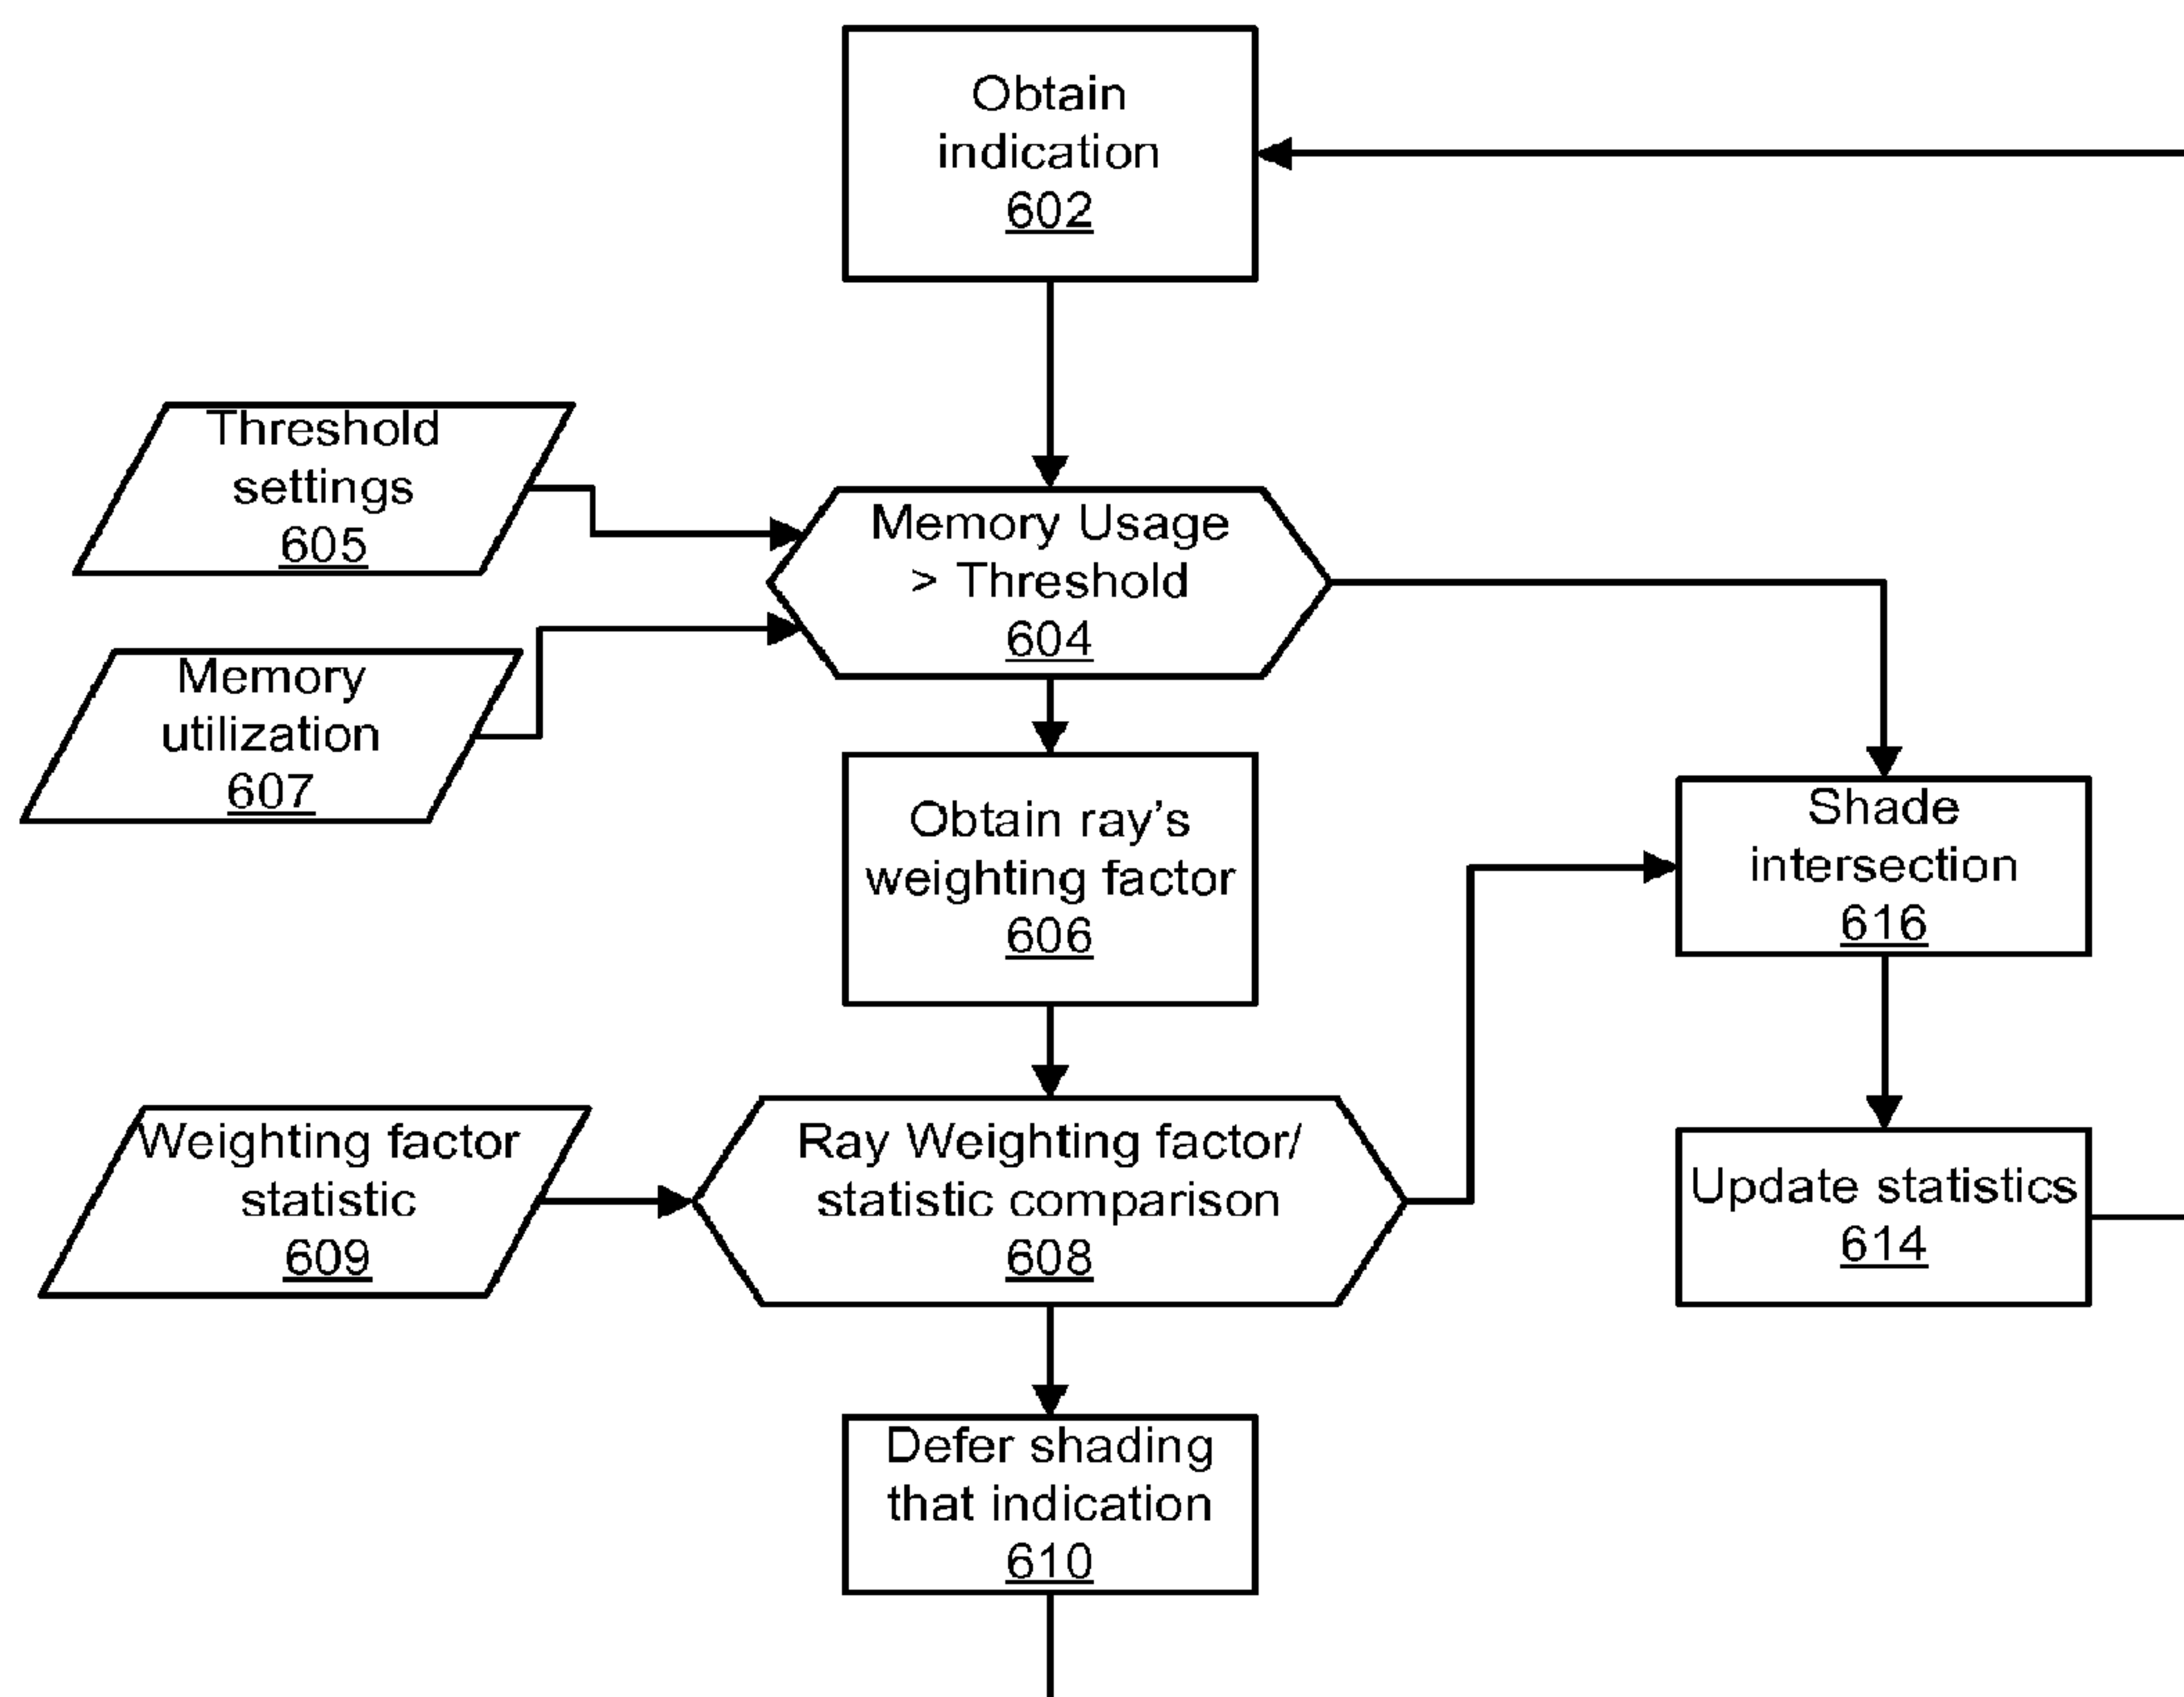 Obtain
indication
602
Threshold
settings
605
Memory Usage
> Threshold
604
Memory
utilization
607
Obtain ray's
weighting factor
606
Shade
intersection
616
Weighting factor
statistic
609
Ray Weighting factor/
statistic comparison
608
Update statistics
614
Defer shading
that indication
610